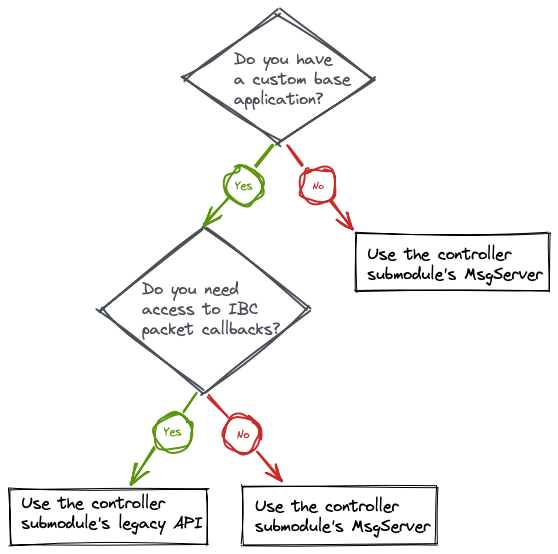 Do you have
a custom base
application?
Yes
No
Use the controller
submodule's MsgServer
Do you need
access to IBC
packet callbacks?
Yes
No
Use the controller
submodule's legacy API
Use the controller
submodule's MsgServer